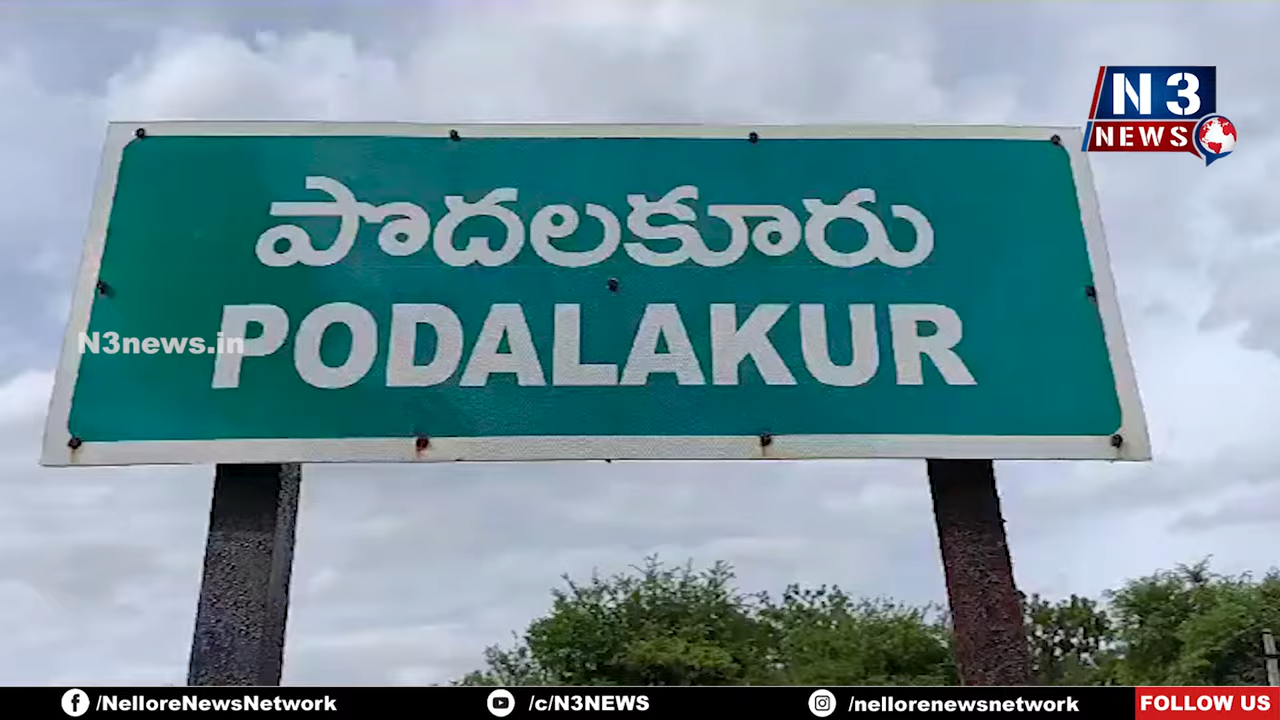 N 3
NEWS
పొదలకూరు
PODALAKUR
N3news.in
/NelloreNewsNetwork
/c/N3NEWS
/nellorenewsnetwork
FOLLOW US